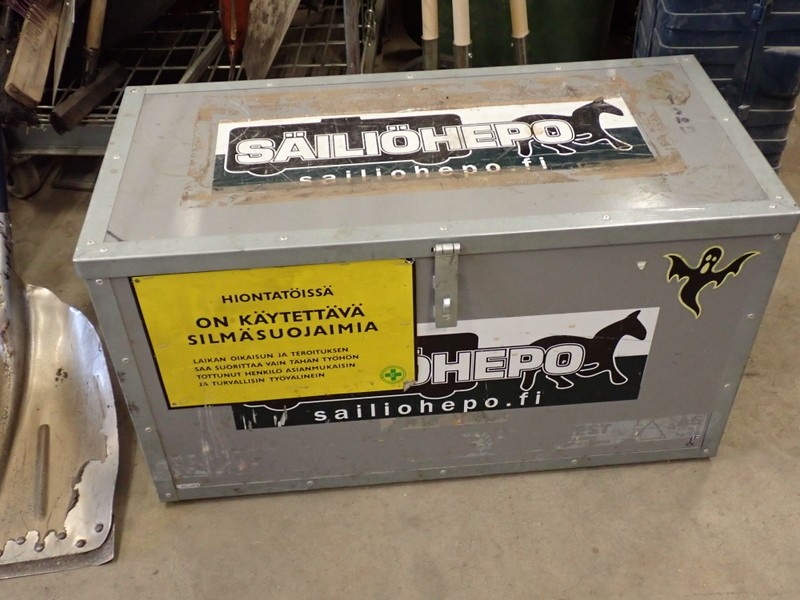 SÄILIÖHEPO
sailiohepo.fi
HIONTATÖISSÄ
ON KÄYTETTÄVÄ
SILMÄSUOJAIMIA
LAIKAN OIKAISUN JA TEROITUKSEN
SAA SUORITTAA VAIN TÄHÄN TYÖHÖN
TOTTUNUT HENKILÖ ASIANMUKAISIN
JA TURVALLISIN TYÖVÄLINEIN
ÖHEPO
sailiohepo.fi